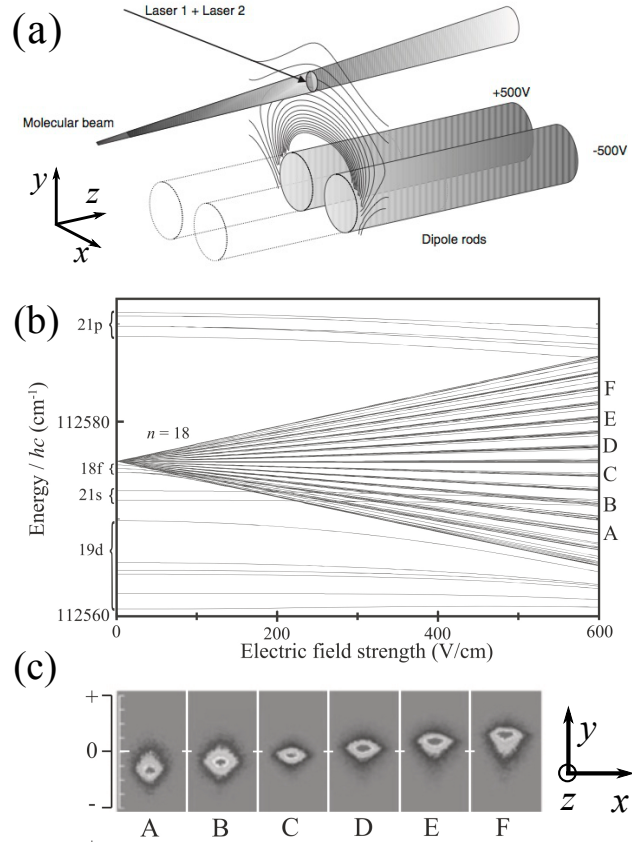 (a)
Laser 1 + Laser 2
Molecular beam
+500V
-500V
Dipole rods
y
z
x
(b)
21p
112580
n = 18
18f
21s
19d
112560
Energy / hc (cm⁻¹)
F
E
D
C
B
A
0 200 400 600
Electric field strength (V/cm)
(c)
+
0
-
A B C D E F
y
z x